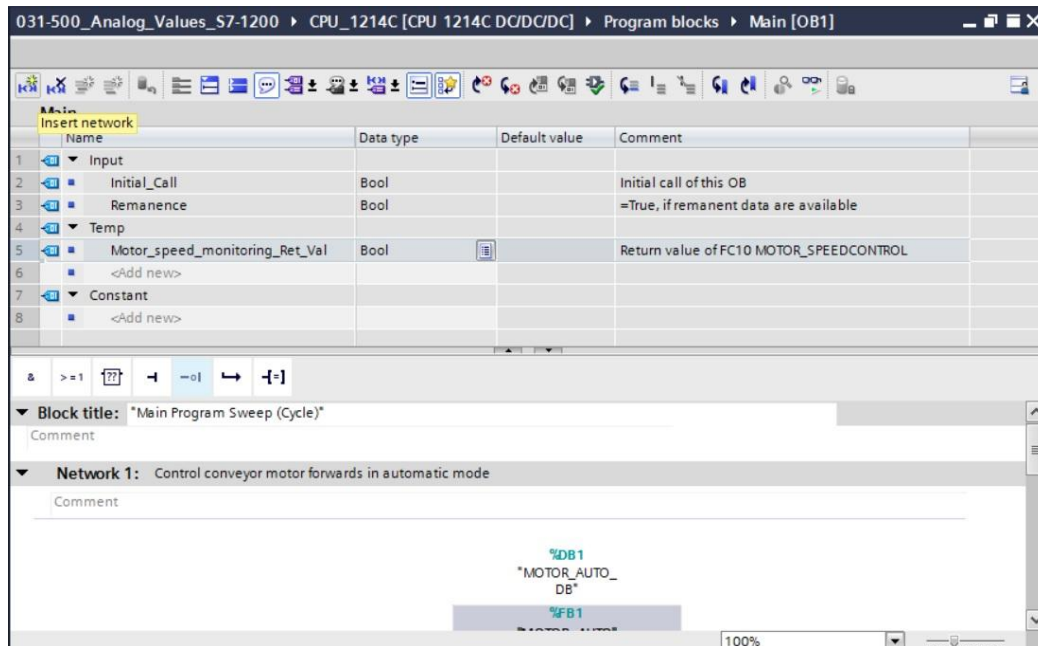 031-500_Analog_Values_S7-1200 ▸ CPU_1214C [CPU 1214C DC/DC/DC] ▸ Program blocks ▸ Main [OB1]
Main
Insert network
Name Data type Default value Comment
1 Input
2 Initial_Call Bool Initial call of this OB
3 Remanence Bool =True, if remanent data are available
4 Temp
5 Motor_speed_monitoring_Ret_Val Bool Return value of FC10 MOTOR_SPEEDCONTROL
6 <Add new>
7 Constant
8 <Add new>
& >=1 ??
Block title: "Main Program Sweep (Cycle)"
Comment
Network 1: Control conveyor motor forwards in automatic mode
Comment
%DB1
"MOTOR_AUTO_
DB"
%FB1
"MOTOR_AUTO"
100%